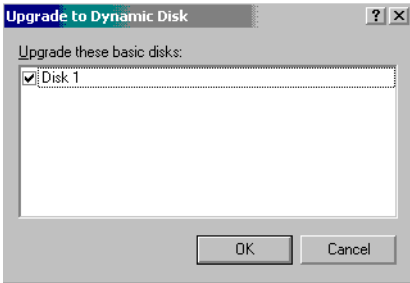 Upgrade to Dynamic Disk
Upgrade these basic disks:
Disk 1
OK
Cancel